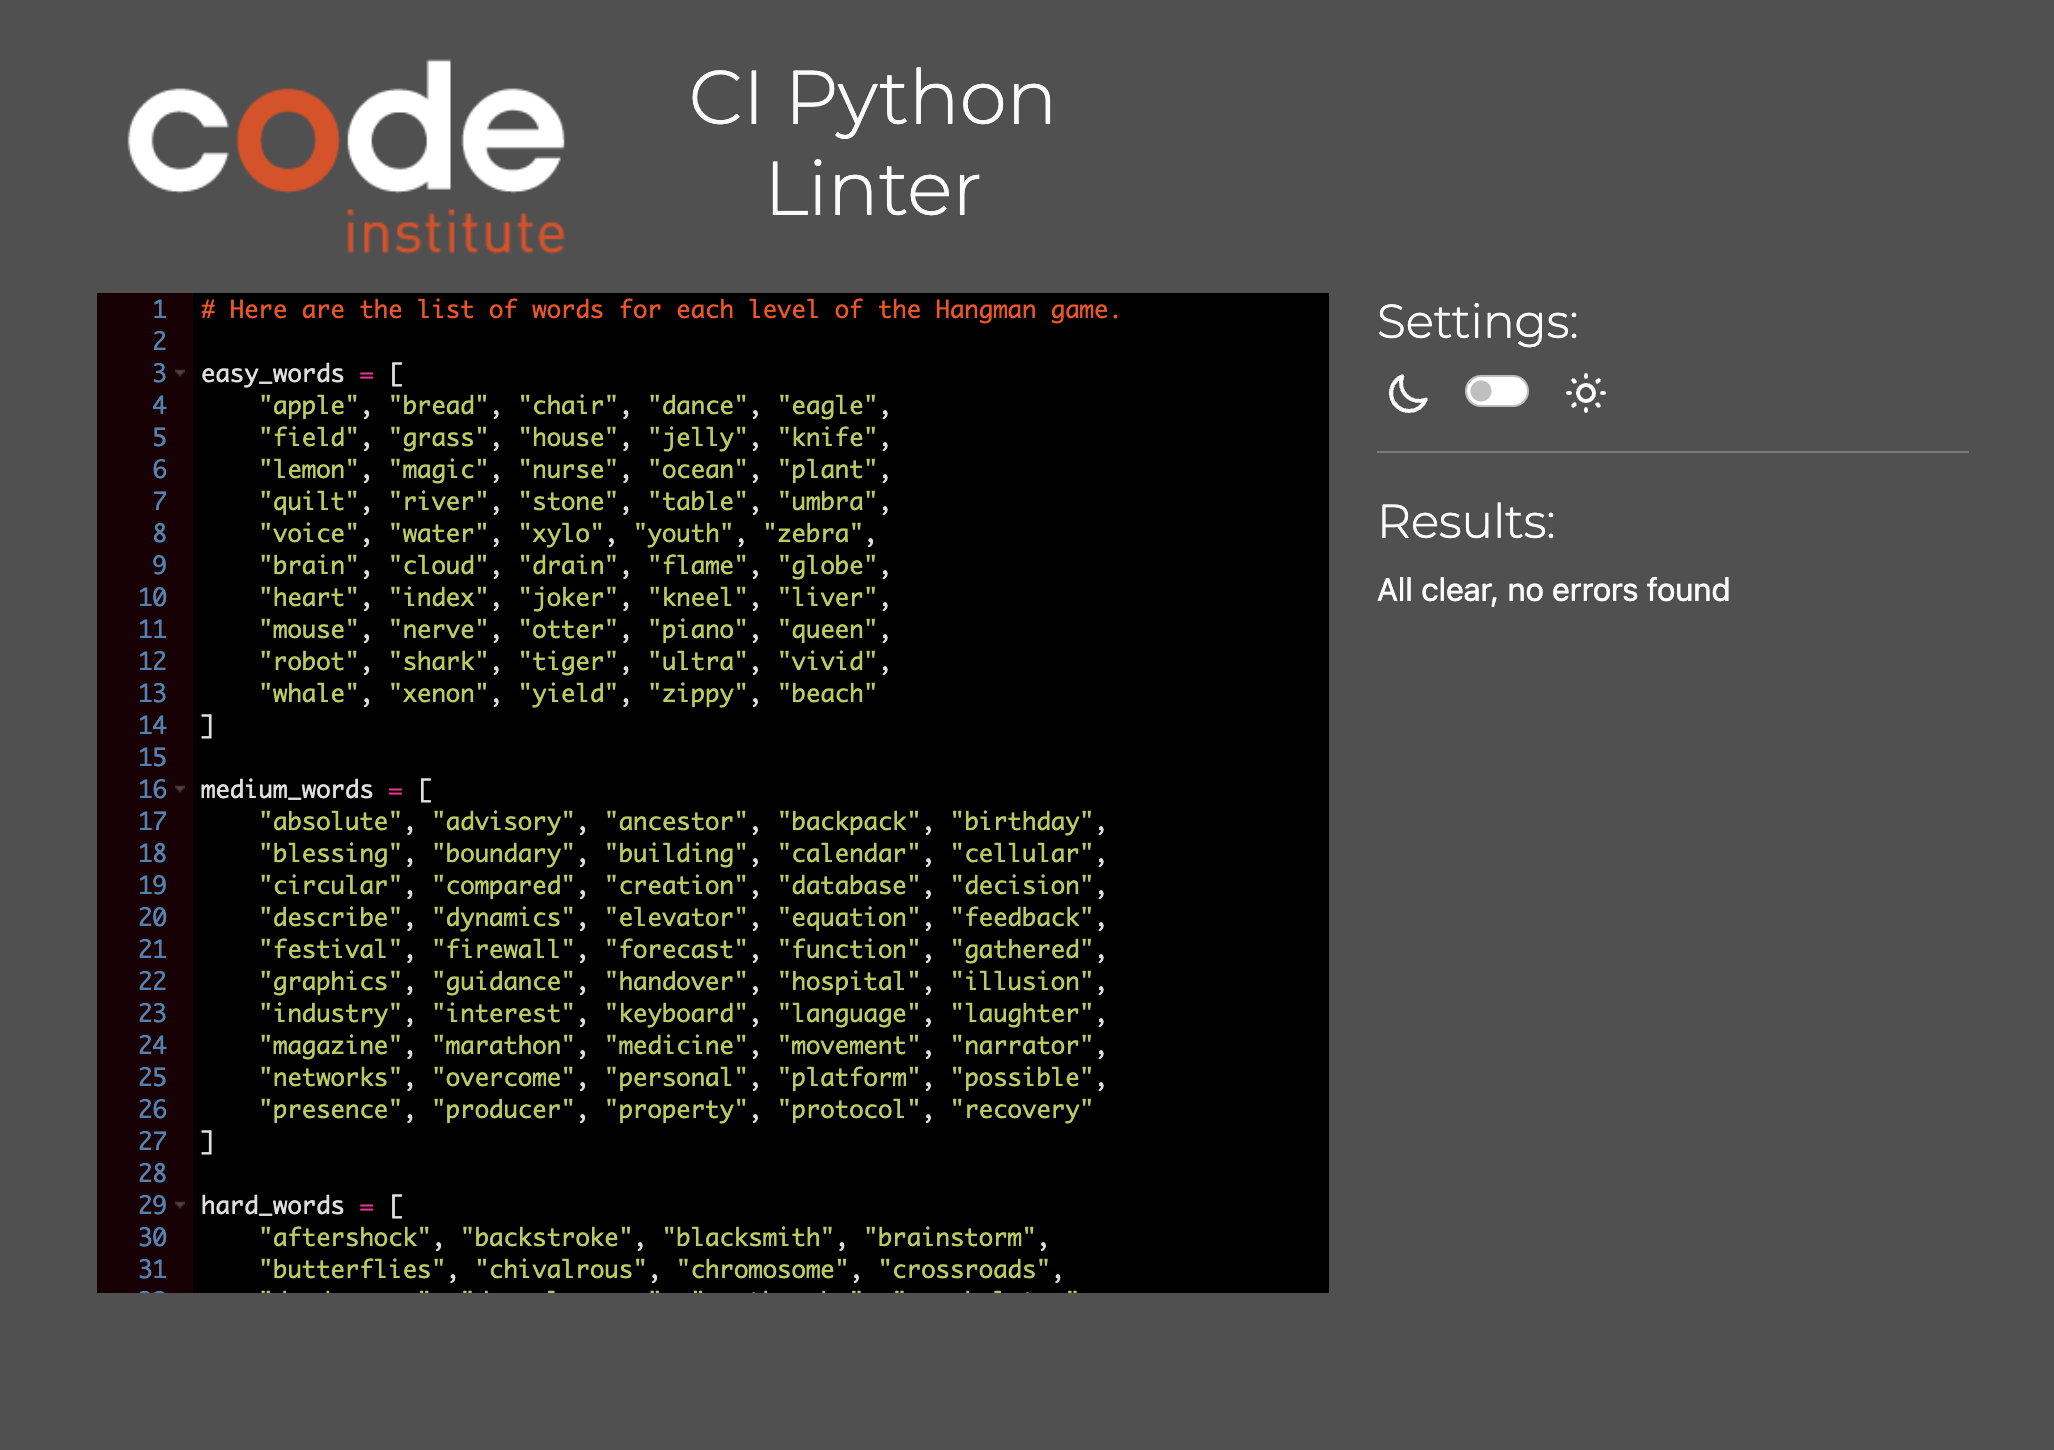 code
institute
CI Python
Linter
1 # Here are the list of words for each level of the Hangman game.
2
3 easy_words = [
4     "apple", "bread", "chair", "dance", "eagle",
5     "field", "grass", "house", "jelly", "knife",
6     "lemon", "magic", "nurse", "ocean", "plant",
7     "quilt", "river", "stone", "table", "umbra",
8     "voice", "water", "xylo", "youth", "zebra",
9     "brain", "cloud", "drain", "flame", "globe",
10     "heart", "index", "joker", "kneel", "liver",
11     "mouse", "nerve", "otter", "piano", "queen",
12     "robot", "shark", "tiger", "ultra", "vivid",
13     "whale", "xenon", "yield", "zippy", "beach"
14 ]
15
16 medium_words = [
17     "absolute", "advisory", "ancestor", "backpack", "birthday",
18     "blessing", "boundary", "building", "calendar", "cellular",
19     "circular", "compared", "creation", "database", "decision",
20     "describe", "dynamics", "elevator", "equation", "feedback",
21     "festival", "firewall", "forecast", "function", "gathered",
22     "graphics", "guidance", "handover", "hospital", "illusion",
23     "industry", "interest", "keyboard", "language", "laughter",
24     "magazine", "marathon", "medicine", "movement", "narrator",
25     "networks", "overcome", "personal", "platform", "possible",
26     "presence", "producer", "property", "protocol", "recovery"
27 ]
28
29 hard_words = [
30     "aftershock", "backstroke", "blacksmith", "brainstorm",
31     "butterflies", "chivalrous", "chromosome", "crossroads",
Settings:
Results:
All clear, no errors found